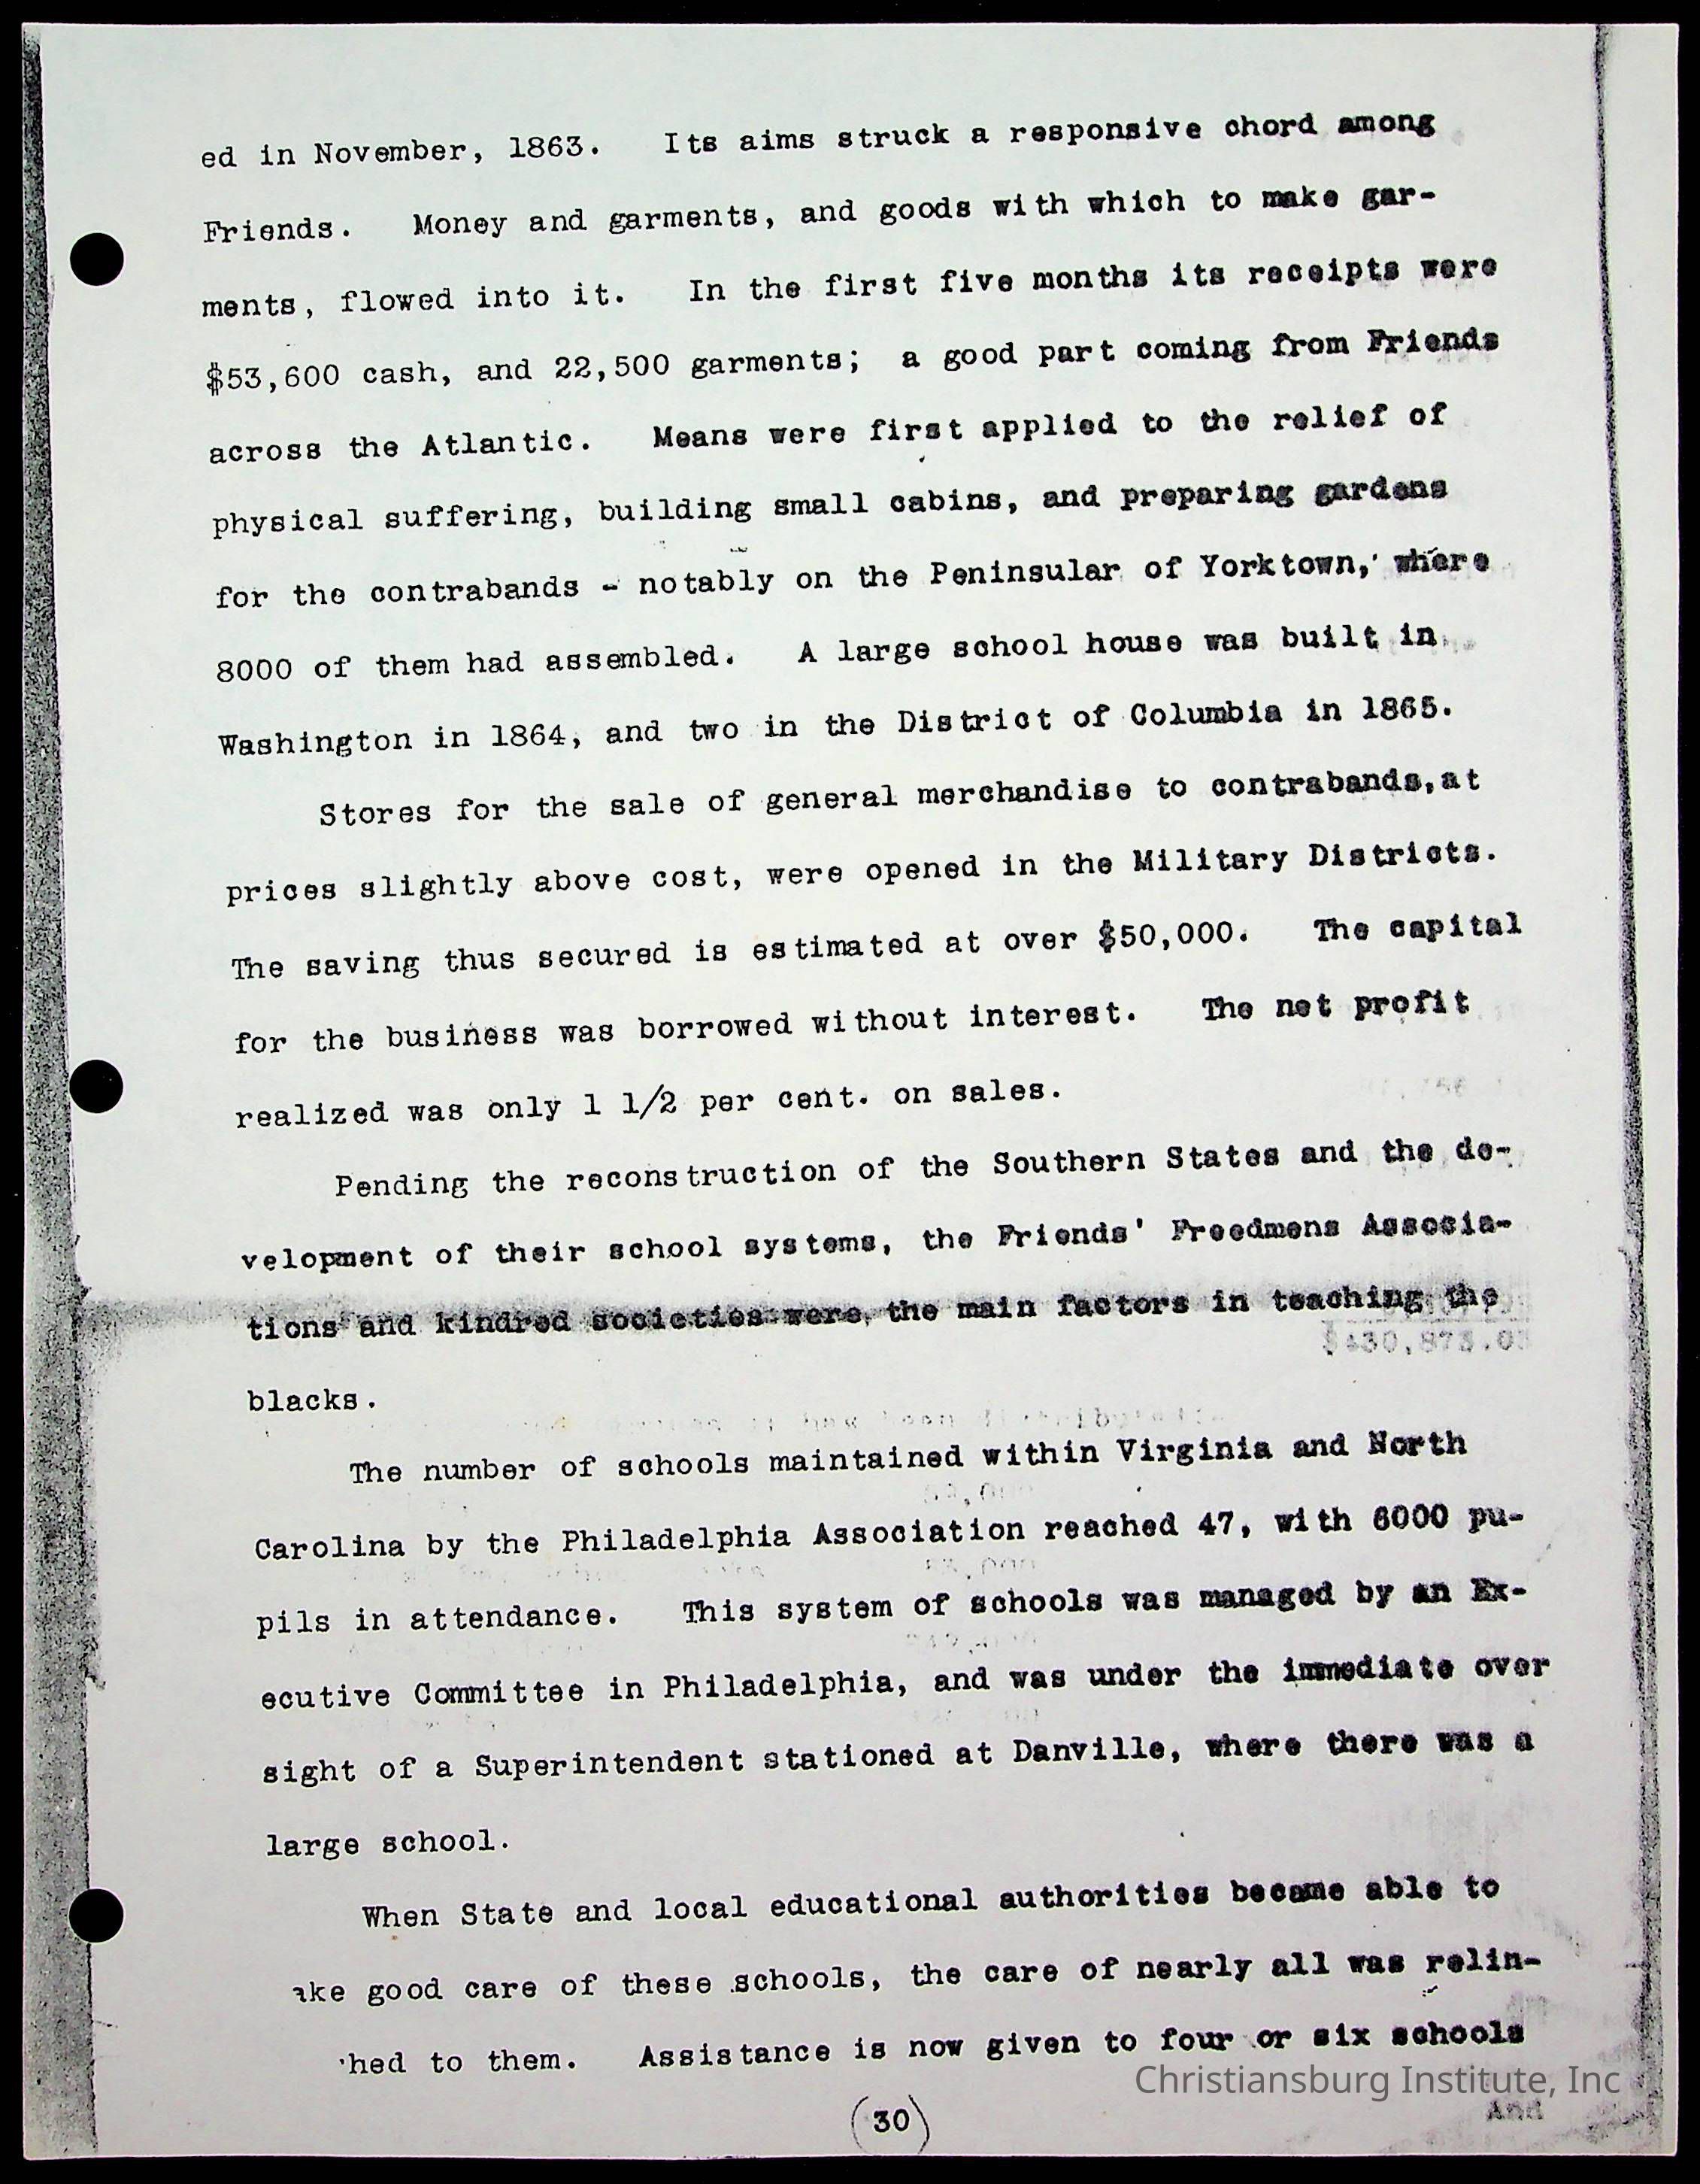 ed in November, 1863. Its aims struck a responsive chord among
Friends. Money and garments, and goods with which to make gar-
ments, flowed into it. In the first five months its receipts were
$53,600 cash, and 22,500 garments; a good part coming from Friends
across the Atlantic. Means were first applied to the relief of
physical suffering, building small cabins, and preparing gardens
for the contrabands - notably on the Peninsular of Yorktown, where
8000 of them had assembled. A large school house was built in
Washington in 1864, and two in the District of Columbia in 1865.
Stores for the sale of general merchandise to contrabands, at
prices slightly above cost, were opened in the Military Districts.
The saving thus secured is estimated at over $50,000. The capital
for the business was borrowed without interest. The net profit
realized was only 1 1/2 per cent. on sales.
Pending the reconstruction of the Southern States and the de-
velopment of their school systems, the Friends' Freedmens Associa-
tions and kindred societies were the main factors in teaching the
$430,873.03
blacks.
The number of schools maintained within Virginia and North
Carolina by the Philadelphia Association reached 47, with 6000 pu-
pils in attendance. This system of schools was managed by an Ex-
ecutive Committee in Philadelphia, and was under the immediate over
sight of a Superintendent stationed at Danville, where there was a
large school.
When State and local educational authorities became able to
ake good care of these schools, the care of nearly all was relin-
hed to them. Assistance is now given to four or six schools
Christiansburg Institute, Inc
And
(30)